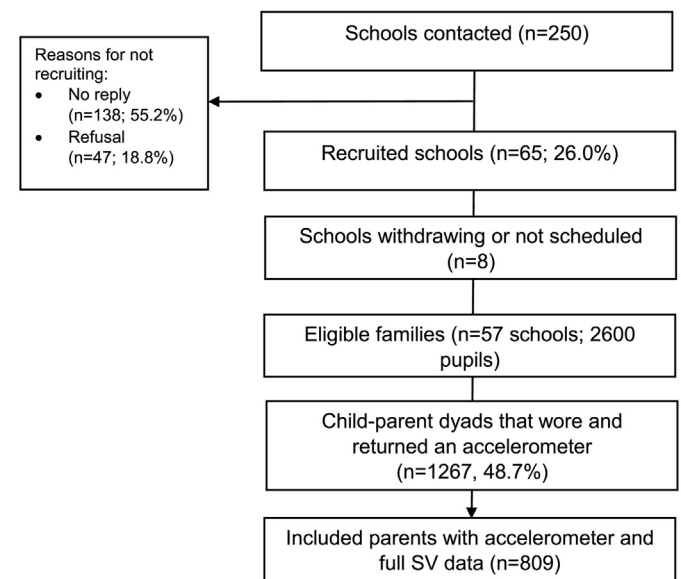 Schools contacted (n=250)
Reasons for not
recruiting:
• No reply
(n=138; 55.2%)
• Refusal
(n=47; 18.8%)
Recruited schools (n=65; 26.0%)
Schools withdrawing or not scheduled
(n=8)
Eligible families (n=57 schools; 2600
pupils)
Child-parent dyads that wore and
returned an accelerometer
(n=1267, 48.7%)
Included parents with accelerometer and
full SV data (n=809)